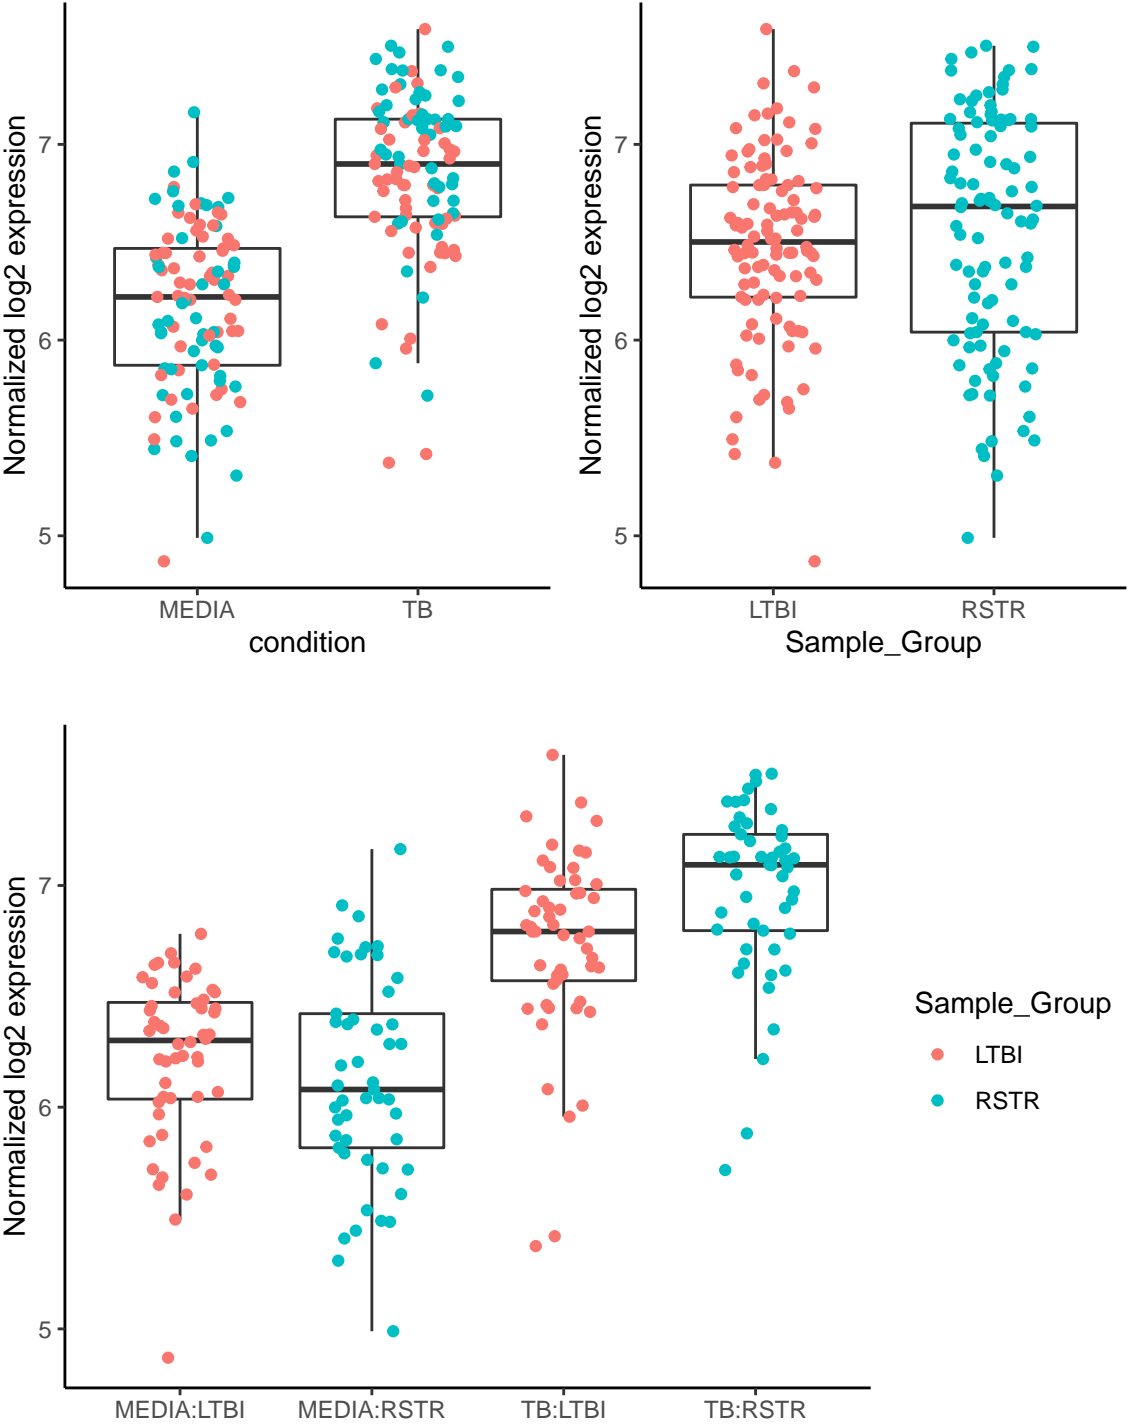 Normalized log2 expression
7
6
5
MEDIA
TB
condition
Normalized log2 expression
7
6
5
LTBI
RSTR
Sample_Group
Normalized log2 expression
7
6
5
MEDIA:LTBI
MEDIA:RSTR
TB:LTBI
TB:RSTR
Sample_Group
LTBI
RSTR